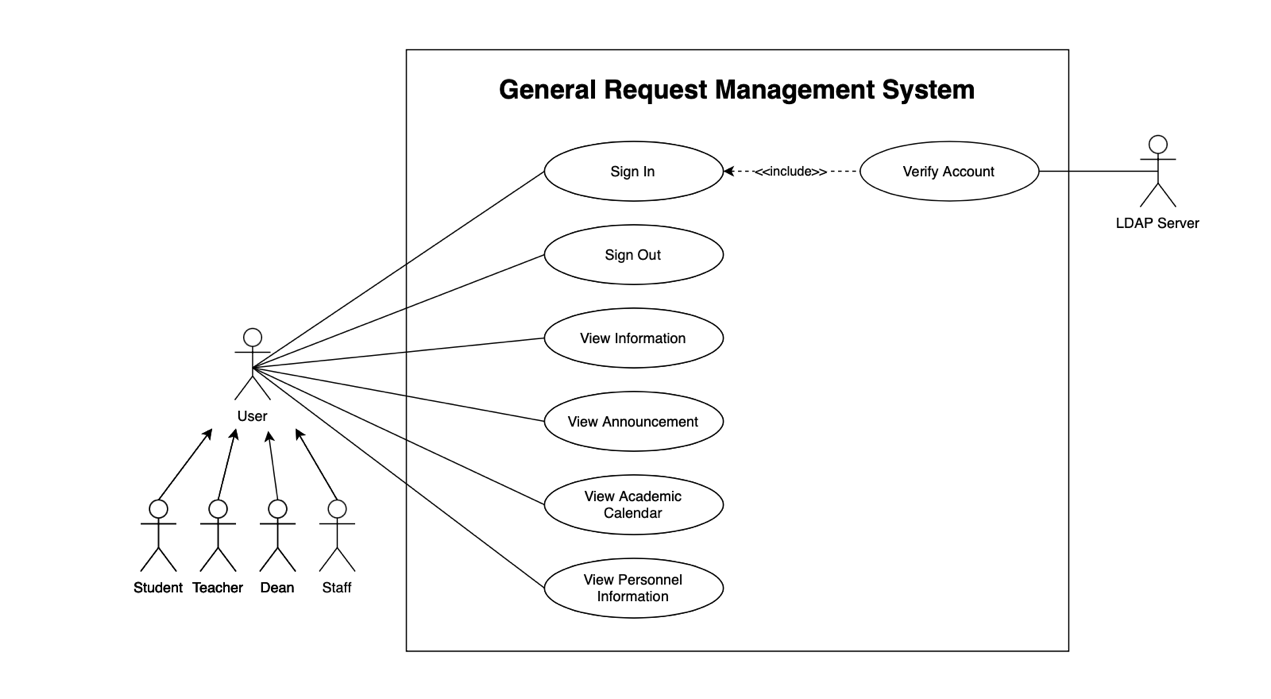 General Request Management System
Sign In
<<include>>
Verify Account
LDAP Server
Sign Out
View Information
User
View Announcement
View Academic
Calendar
View Personnel
Information
Student
Teacher
Dean
Staff